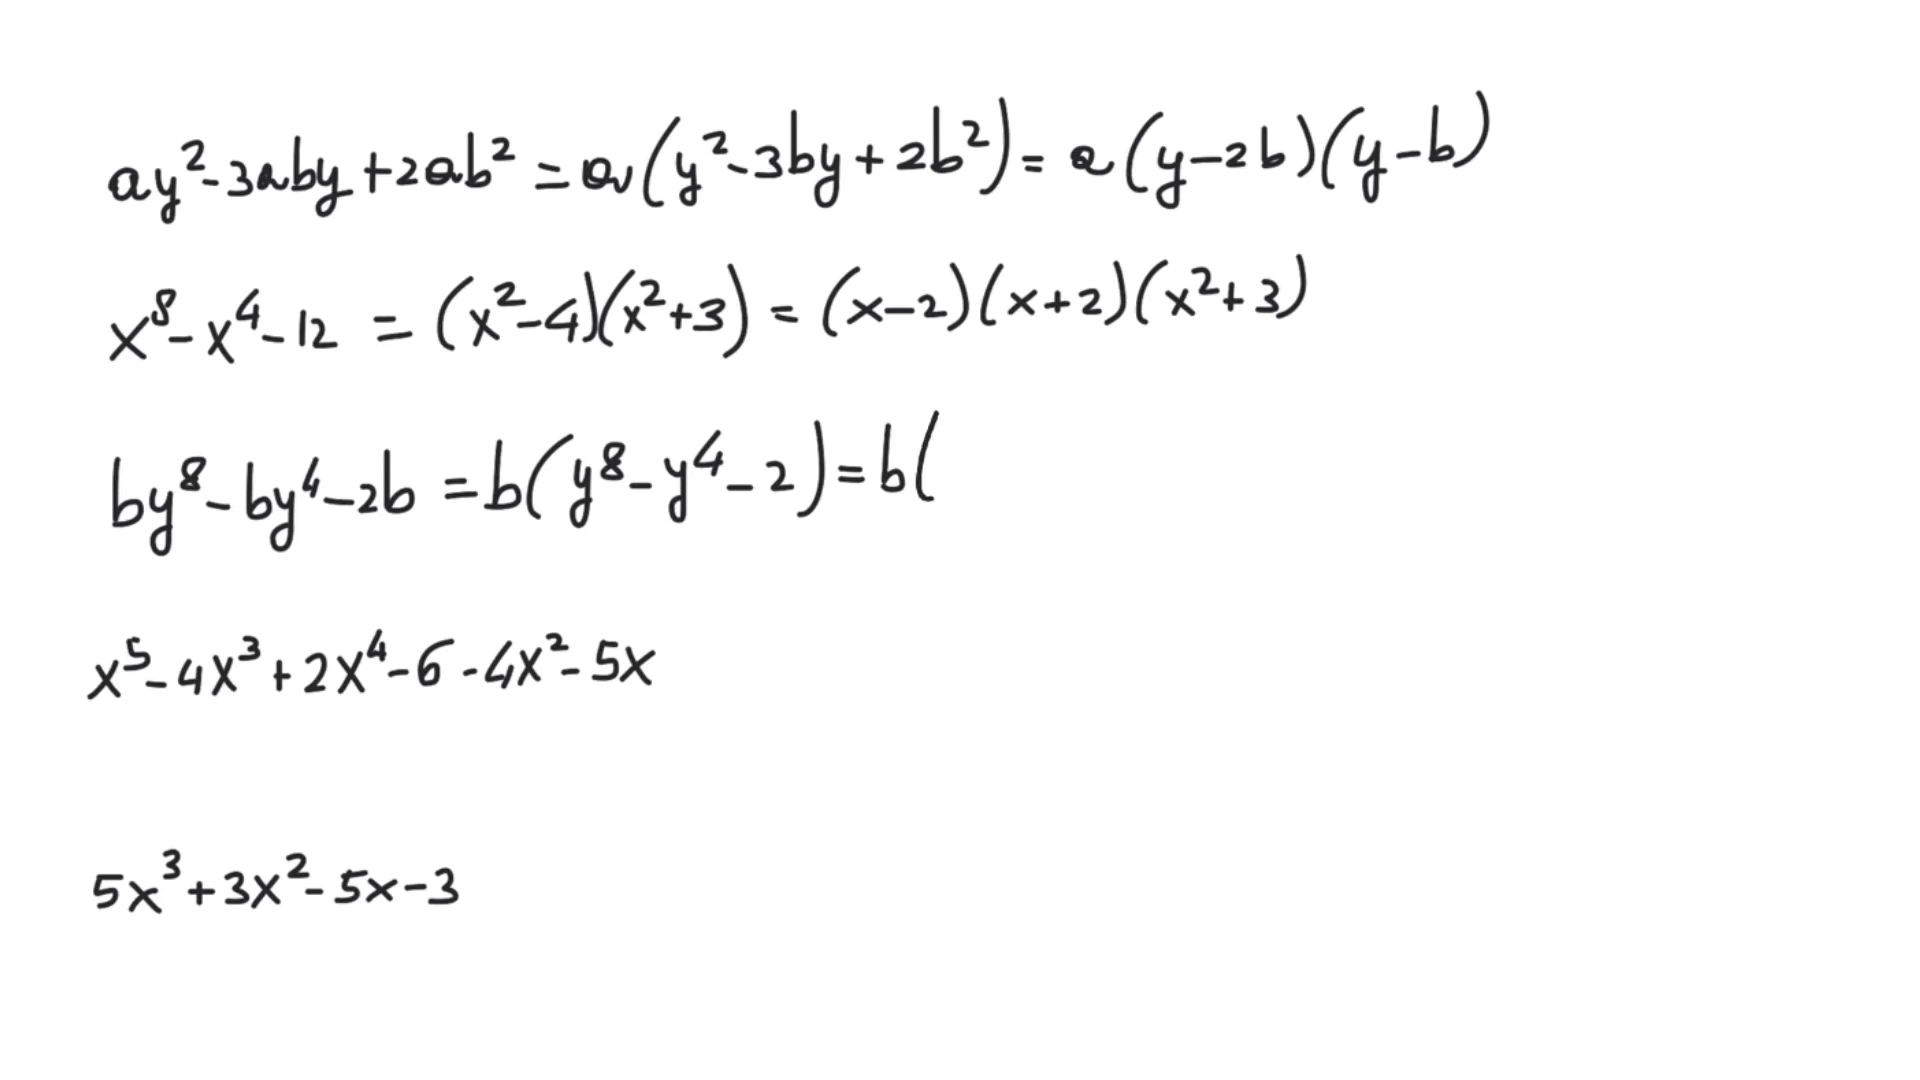 ay²-3aby+2ab² = a(y²-3by+2b²) = a(y-2b)(y-b)
x⁸-x⁴-12 = (x²-4)(x²+3) = (x-2)(x+2)(x²+3)
by⁸-by⁴-2b = b(y⁸-y⁴-2) = b(
x⁵-4x³+2x⁴-6-4x²-5x
5x³+3x²-5x-3